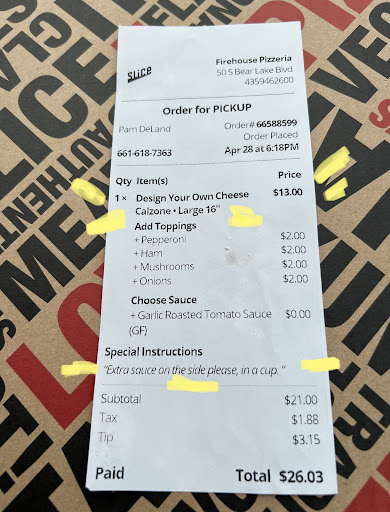 slice
Firehouse Pizzeria
50 S Bear Lake Blvd
4359462600
Order for PICKUP
Pam DeLand
Order# 66588599
Order Placed
661-618-7363
Apr 28 at 6:18PM
Qty Item(s) Price
1 × Design Your Own Cheese $13.00
Calzone • Large 16"
Add Toppings
+ Pepperoni $2.00
+ Ham $2.00
+ Mushrooms $2.00
+ Onions $2.00
Choose Sauce
+ Garlic Roasted Tomato Sauce $0.00
(GF)
Special Instructions
"Extra sauce on the side please, in a cup. "
Subtotal $21.00
Tax $1.88
Tip $3.15
Paid Total $26.03